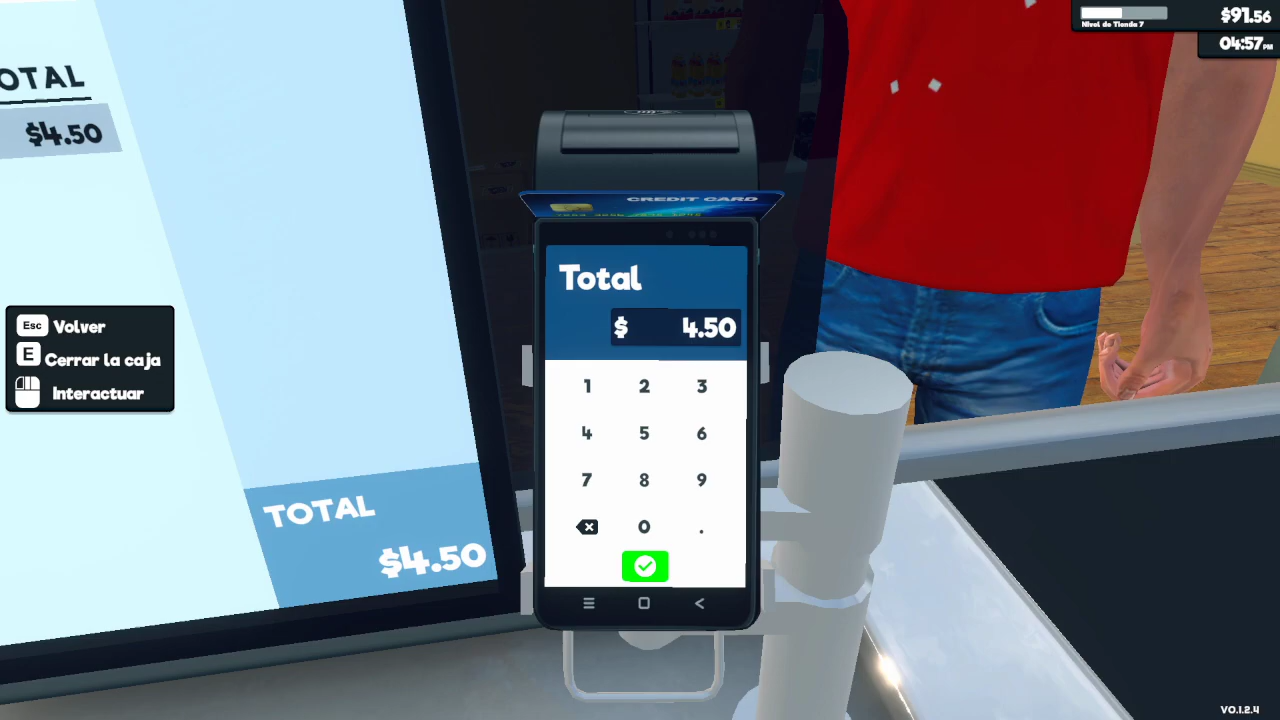 $91.56
Nivel de Tienda 7
04:57PM
TOTAL
$4.50
CREDIT CARD
Total
$ 4.50
1 2 3
4 5 6
7 8 9
0 .
Esc Volver
E Cerrar la caja
Interactuar
TOTAL
$4.50
V0.1.2.4